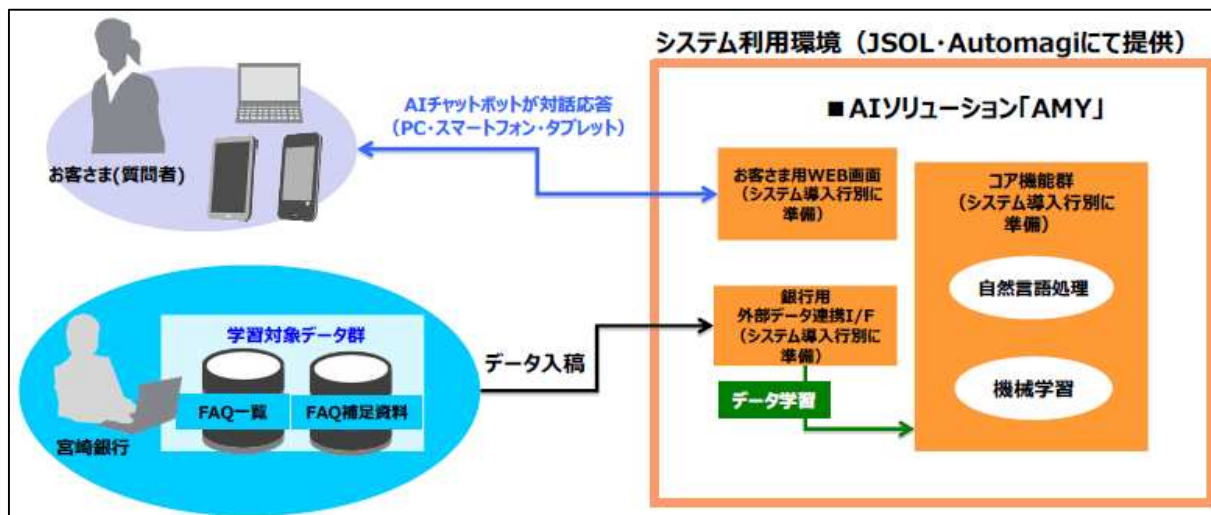 システム利用環境（JSOL・Automagiにて提供）
■AIソリューション「AMY」
AIチャットボットが対話応答
（PC・スマートフォン・タブレット）
お客さま(質問者)
お客さま用WEB画面
（システム導入行別に
準備）
コア機能群
（システム導入行別に
準備）
自然言語処理
機械学習
銀行用
外部データ連携I/F
（システム導入行別に
準備）
データ学習
データ入稿
学習対象データ群
FAQ一覧
FAQ補足資料
宮崎銀行